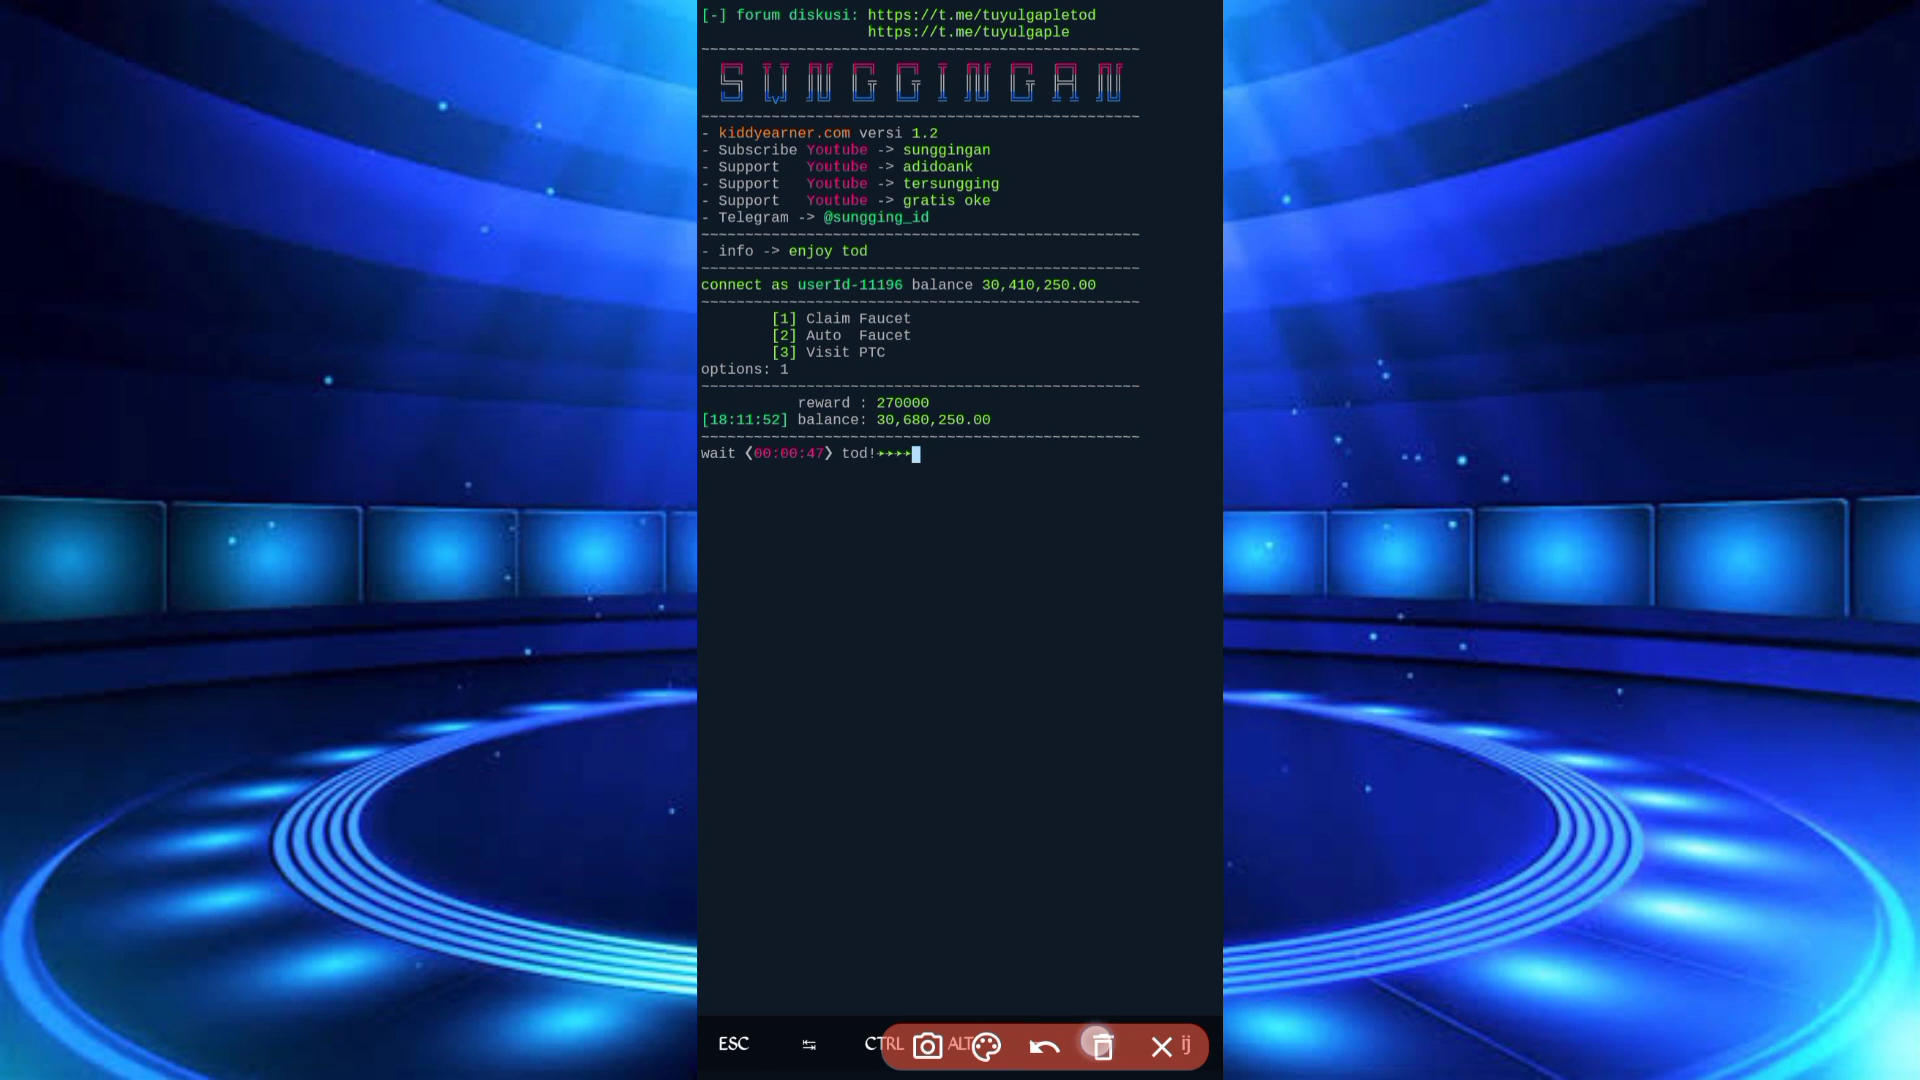 [-] forum diskusi: https://t.me/tuyulgapletod
https://t.me/tuyulgaple
~~~~~~~~~~~~~~~~~~~~~~~~~~~~~~~~~~~~~~~~~~~~~~~~~~
SUNGGINGAN
~~~~~~~~~~~~~~~~~~~~~~~~~~~~~~~~~~~~~~~~~~~~~~~~~~
- kiddyearner.com versi 1.2
- Subscribe Youtube -> sunggingan
- Support   Youtube -> adidoank
- Support   Youtube -> tersungging
- Support   Youtube -> gratis oke
- Telegram -> @sungging_id
~~~~~~~~~~~~~~~~~~~~~~~~~~~~~~~~~~~~~~~~~~~~~~~~~~
- info -> enjoy tod
~~~~~~~~~~~~~~~~~~~~~~~~~~~~~~~~~~~~~~~~~~~~~~~~~~
connect as userId-11196 balance 30,410,250.00
~~~~~~~~~~~~~~~~~~~~~~~~~~~~~~~~~~~~~~~~~~~~~~~~~~
[1] Claim Faucet
[2] Auto  Faucet
[3] Visit PTC
options: 1
~~~~~~~~~~~~~~~~~~~~~~~~~~~~~~~~~~~~~~~~~~~~~~~~~~
reward : 270000
[18:11:52] balance: 30,680,250.00
~~~~~~~~~~~~~~~~~~~~~~~~~~~~~~~~~~~~~~~~~~~~~~~~~~
wait ❮00:00:47❯ tod!➤➤➤➤
ESC CTRL ALT